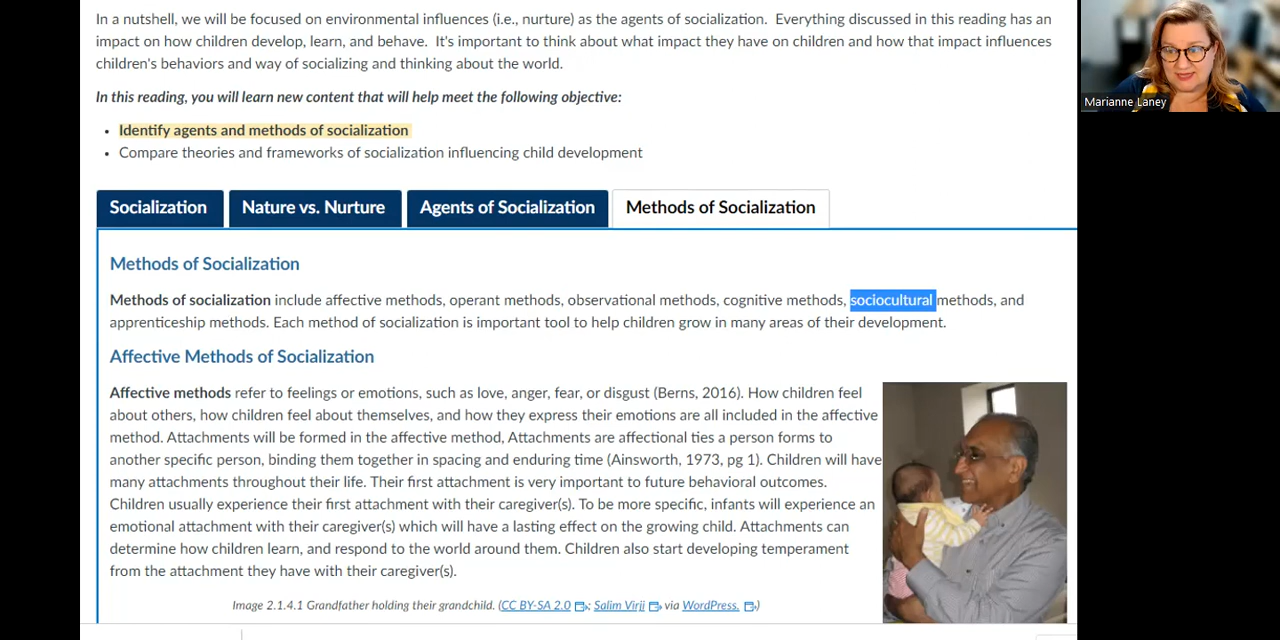 In a nutshell, we will be focused on environmental influences (i.e., nurture) as the agents of socialization.  Everything discussed in this reading has an
impact on how children develop, learn, and behave.  It's important to think about what impact they have on children and how that impact influences
children's behaviors and way of socializing and thinking about the world.
In this reading, you will learn new content that will help meet the following objective:
• Identify agents and methods of socialization
• Compare theories and frameworks of socialization influencing child development
Socialization Nature vs. Nurture Agents of Socialization Methods of Socialization
Methods of Socialization
Methods of socialization include affective methods, operant methods, observational methods, cognitive methods, sociocultural methods, and
apprenticeship methods. Each method of socialization is important tool to help children grow in many areas of their development.
Affective Methods of Socialization
Affective methods refer to feelings or emotions, such as love, anger, fear, or disgust (Berns, 2016). How children feel
about others, how children feel about themselves, and how they express their emotions are all included in the affective
method. Attachments will be formed in the affective method, Attachments are affectional ties a person forms to
another specific person, binding them together in spacing and enduring time (Ainsworth, 1973, pg 1). Children will have
many attachments throughout their life. Their first attachment is very important to future behavioral outcomes.
Children usually experience their first attachment with their caregiver(s). To be more specific, infants will experience an
emotional attachment with their caregiver(s) which will have a lasting effect on the growing child. Attachments can
determine how children learn, and respond to the world around them. Children also start developing temperament
from the attachment they have with their caregiver(s).
Image 2.1.4.1 Grandfather holding their grandchild. (CC BY-SA 2.0; Salim Virji via WordPress.)
Marianne Laney